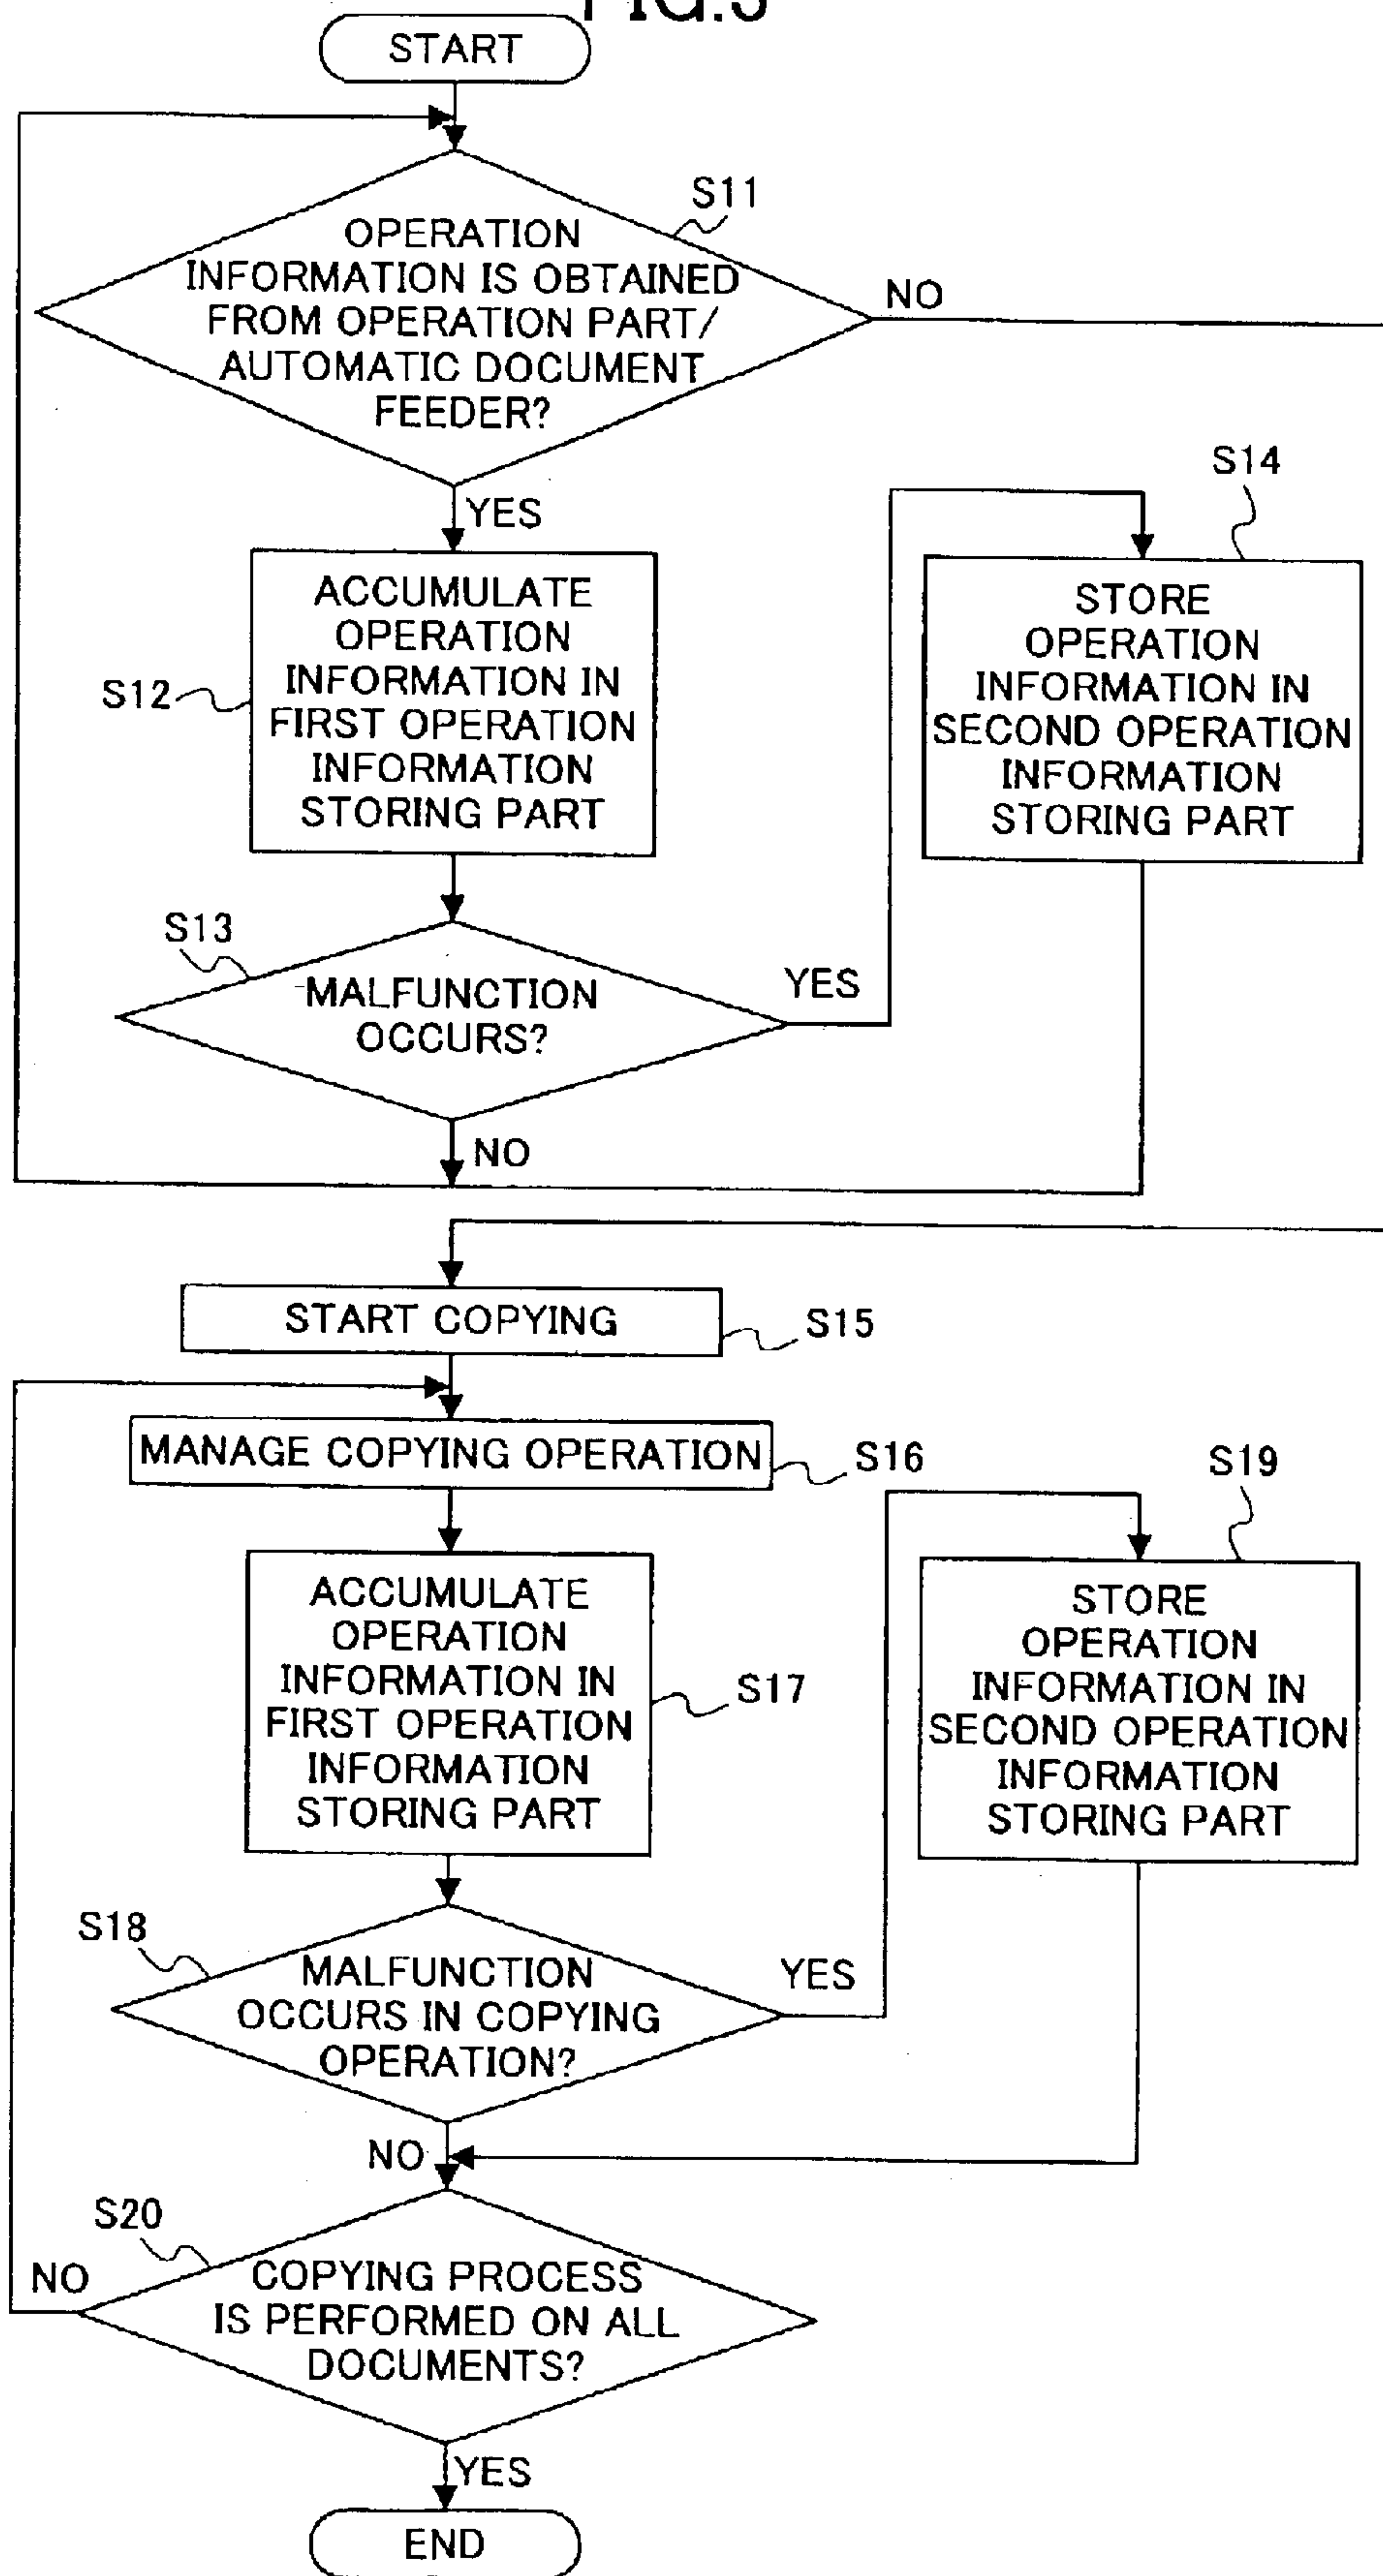 START
S11
OPERATION
INFORMATION IS OBTAINED
FROM OPERATION PART/
AUTOMATIC DOCUMENT
FEEDER?
NO
YES
S12
ACCUMULATE
OPERATION
INFORMATION IN
FIRST OPERATION
INFORMATION
STORING PART
S14
STORE
OPERATION
INFORMATION IN
SECOND OPERATION
INFORMATION
STORING PART
S13
MALFUNCTION
OCCURS?
YES
NO
START COPYING
S15
MANAGE COPYING OPERATION
S16
ACCUMULATE
OPERATION
INFORMATION IN
FIRST OPERATION
INFORMATION
STORING PART
S17
S19
STORE
OPERATION
INFORMATION IN
SECOND OPERATION
INFORMATION
STORING PART
S18
MALFUNCTION
OCCURS IN COPYING
OPERATION?
YES
NO
S20
COPYING PROCESS
IS PERFORMED ON ALL
DOCUMENTS?
NO
YES
END